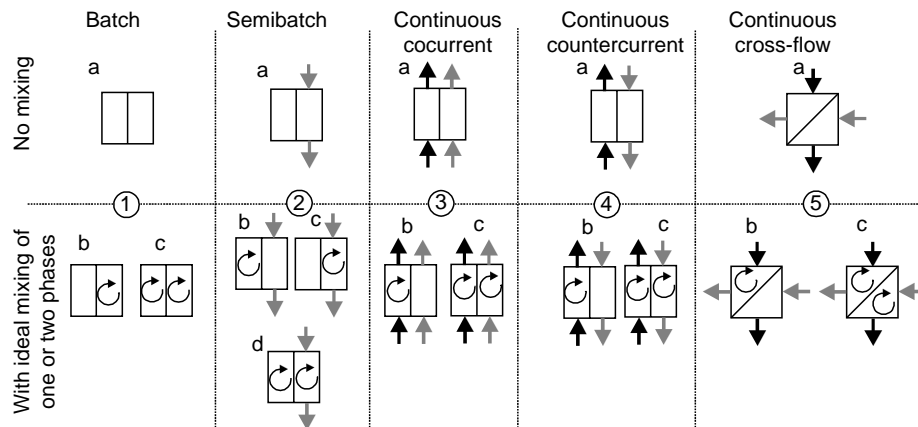 Batch
Semibatch
Continuous
cocurrent
Continuous
countercurrent
Continuous
cross-flow
No mixing
a
a
a
a
a
1
2
3
4
5
With ideal mixing of
one or two phases
b
c
b
c
d
b
c
b
c
b
c